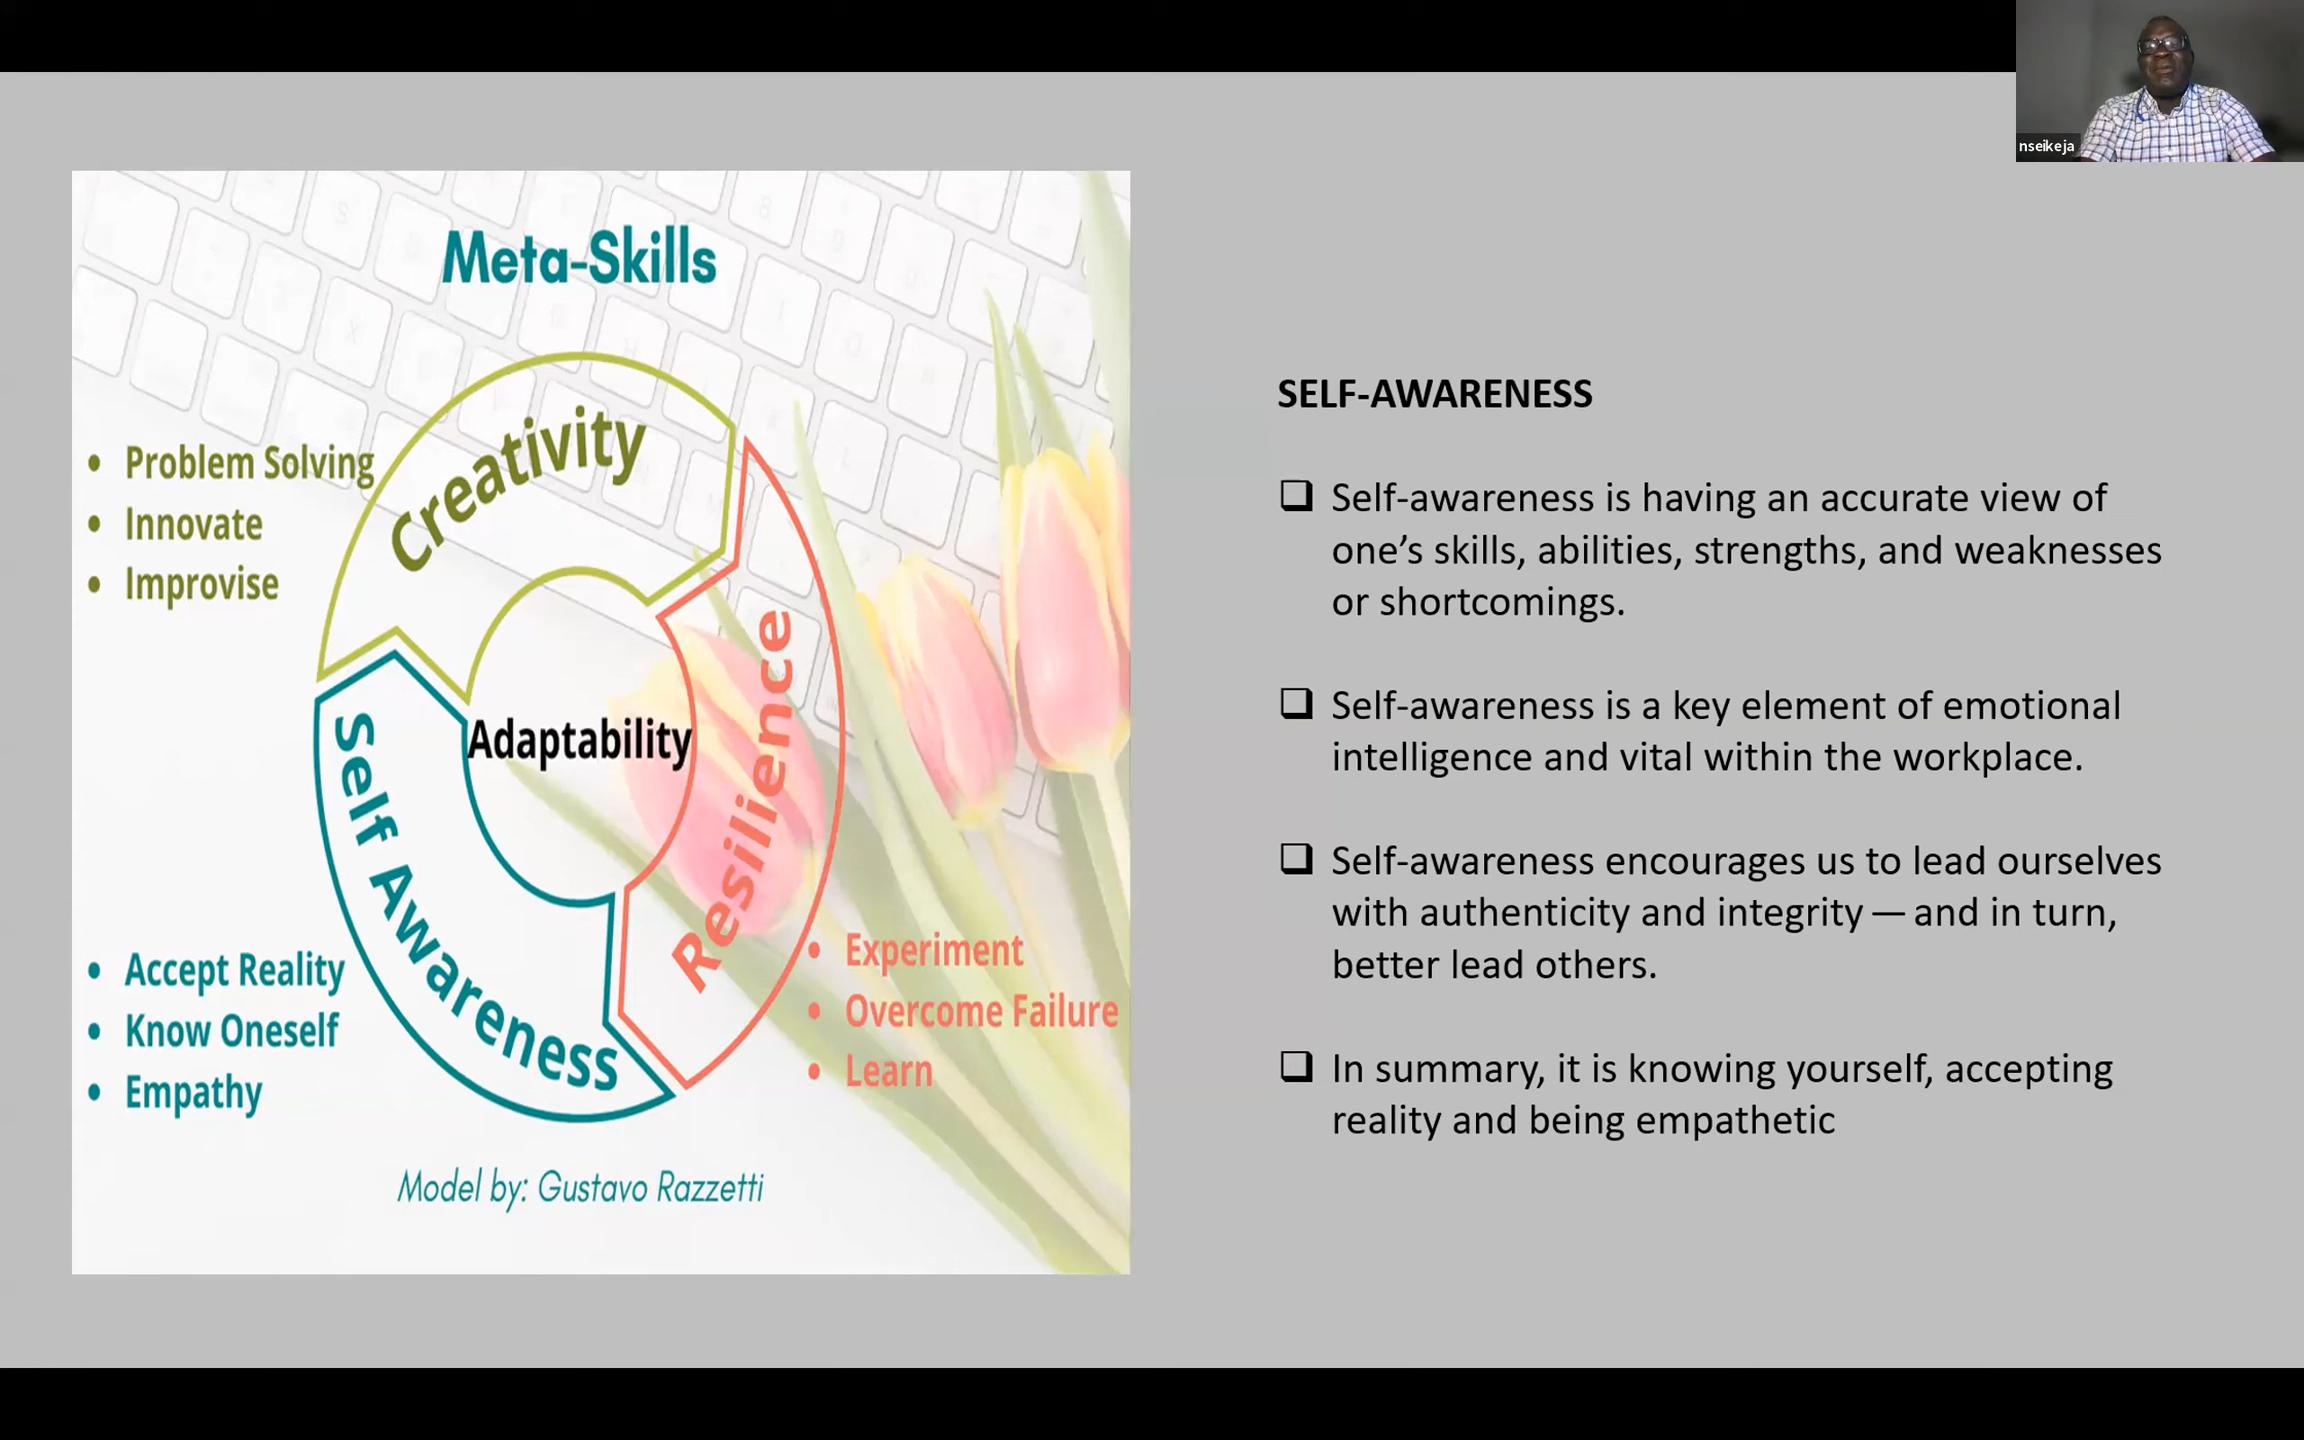 nseikeja
Meta-Skills
Creativity
• Problem Solving
• Innovate
• Improvise
Adaptability
Resilience
Self Awareness
• Accept Reality
• Know Oneself
• Empathy
• Experiment
• Overcome Failure
• Learn
Model by: Gustavo Razzetti
SELF-AWARENESS
❑ Self-awareness is having an accurate view of
one’s skills, abilities, strengths, and weaknesses
or shortcomings.
❑ Self-awareness is a key element of emotional
intelligence and vital within the workplace.
❑ Self-awareness encourages us to lead ourselves
with authenticity and integrity — and in turn,
better lead others.
❑ In summary, it is knowing yourself, accepting
reality and being empathetic